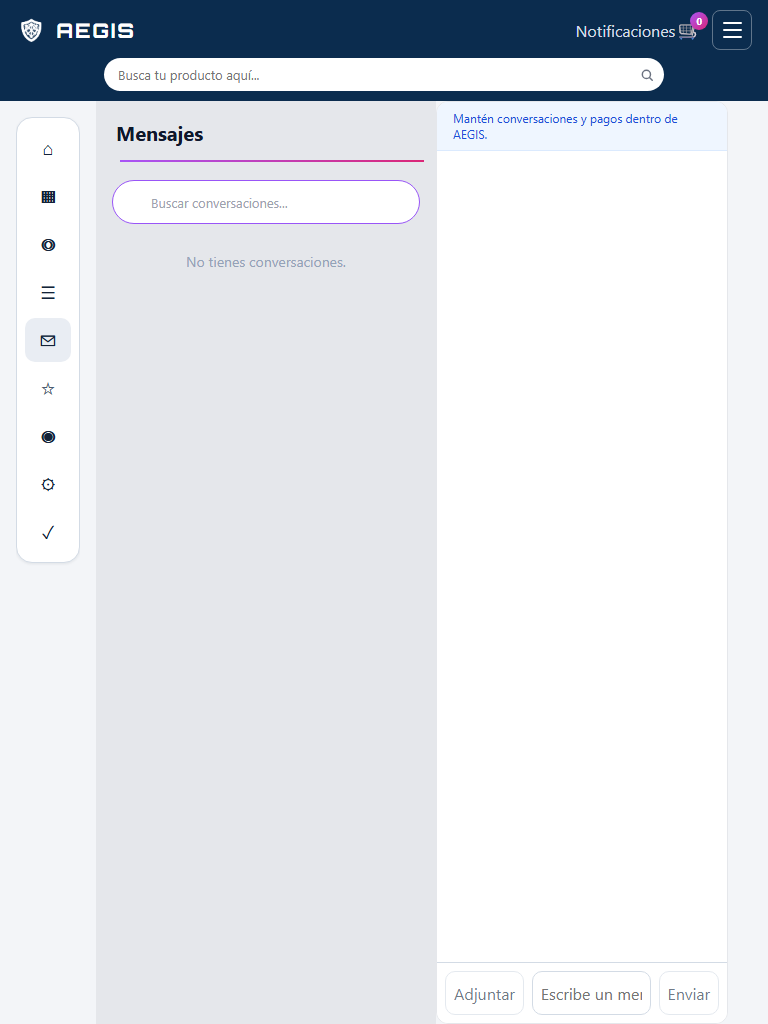 AEGIS
Notificaciones
0
Busca tu producto aquí...
Mensajes
Buscar conversaciones...
No tienes conversaciones.
Mantén conversaciones y pagos dentro de
AEGIS.
Adjuntar
Escribe un me
Enviar